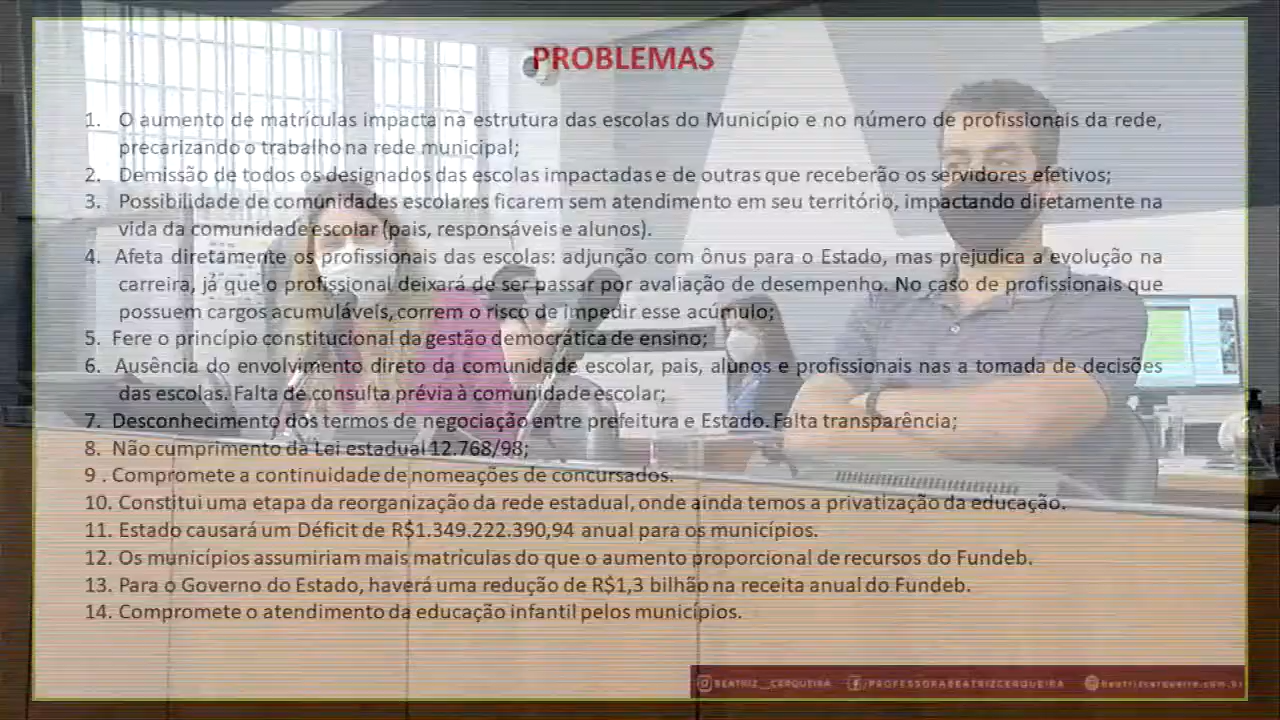 PROBLEMAS
1. O aumento de matrículas impacta na estrutura das escolas do Município e no número de profissionais da rede,
precarizando o trabalho na rede municipal;
2. Demissão de todos os designados das escolas impactadas e de outras que receberão os servidores efetivos;
3. Possibilidade de comunidades escolares ficarem sem atendimento em seu território, impactando diretamente na
vida da comunidade escolar (pais, responsáveis e alunos).
4. Afeta diretamente os profissionais das escolas: adjunção com ônus para o Estado, mas prejudica a evolução na
carreira, já que o profissional deixará de ser passar por avaliação de desempenho. No caso de profissionais que
possuem cargos acumuláveis, correm o risco de impedir esse acúmulo;
5. Fere o princípio constitucional da gestão democrática de ensino;
6. Ausência do envolvimento direto da comunidade escolar, pais, alunos e profissionais nas a tomada de decisões
das escolas. Falta de consulta prévia à comunidade escolar;
7. Desconhecimento dos termos de negociação entre prefeitura e Estado. Falta transparência;
8. Não cumprimento da Lei estadual 12.768/98;
9 . Compromete a continuidade de nomeações de concursados.
10. Constitui uma etapa da reorganização da rede estadual, onde ainda temos a privatização da educação.
11. Estado causará um Déficit de R$1.349.222.390,94 anual para os municípios.
12. Os municípios assumiriam mais matriculas do que o aumento proporcional de recursos do Fundeb.
13. Para o Governo do Estado, haverá uma redução de R$1,3 bilhão na receita anual do Fundeb.
14. Compromete o atendimento da educação infantil pelos municípios.
BEATRIZ_CERQUEIRA /PROFESSORABEATRIZCERQUEIRA beatrizcerqueira.com.br